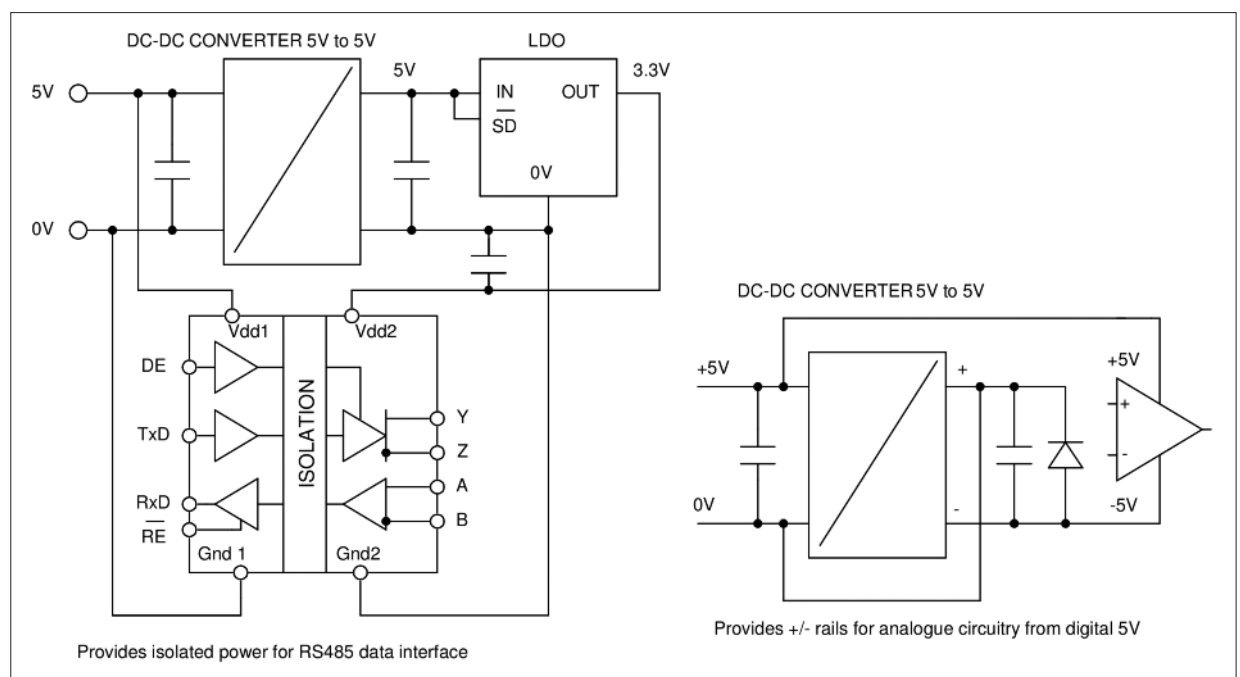 DC-DC CONVERTER 5V to 5V
LDO
5V
5V
IN
OUT
3.3V
SD
0V
0V
Vdd1
Vdd2
DE
TxD
RxD
RE
ISOLATION
Y
Z
A
B
Gnd 1
Gnd2
Provides isolated power for RS485 data interface
DC-DC CONVERTER 5V to 5V
+5V
+
+5V
+
-
0V
-
-5V
Provides +/- rails for analogue circuitry from digital 5V